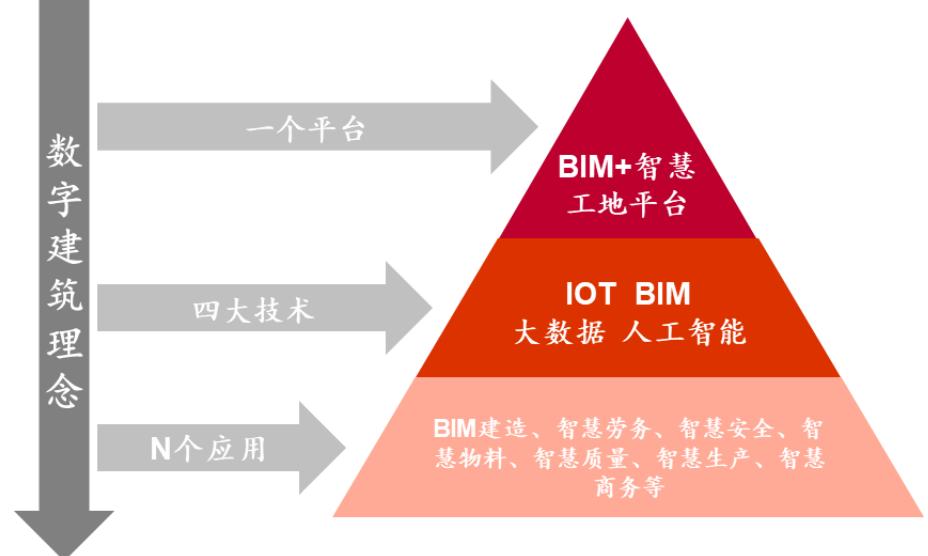 数字建筑理念
一个平台
BIM+智慧
工地平台
四大技术
IOT BIM
大数据 人工智能
N个应用
BIM建造、智慧劳务、智慧安全、智
慧物料、智慧质量、智慧生产、智慧
商务等